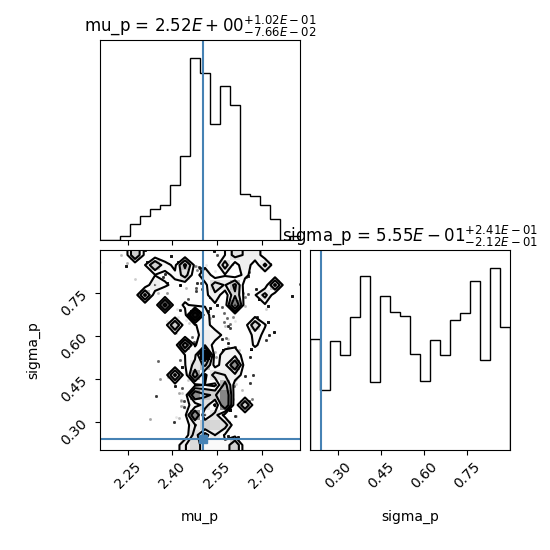 mu_p = 2.52E + 00 +1.02E−01 −7.66E−02
sigma_p = 5.55E − 01 +2.41E−01 −2.12E−01
sigma_p
0.75
0.60
0.45
0.30
2.25 2.40 2.55 2.70
0.30 0.45 0.60 0.75
mu_p
sigma_p